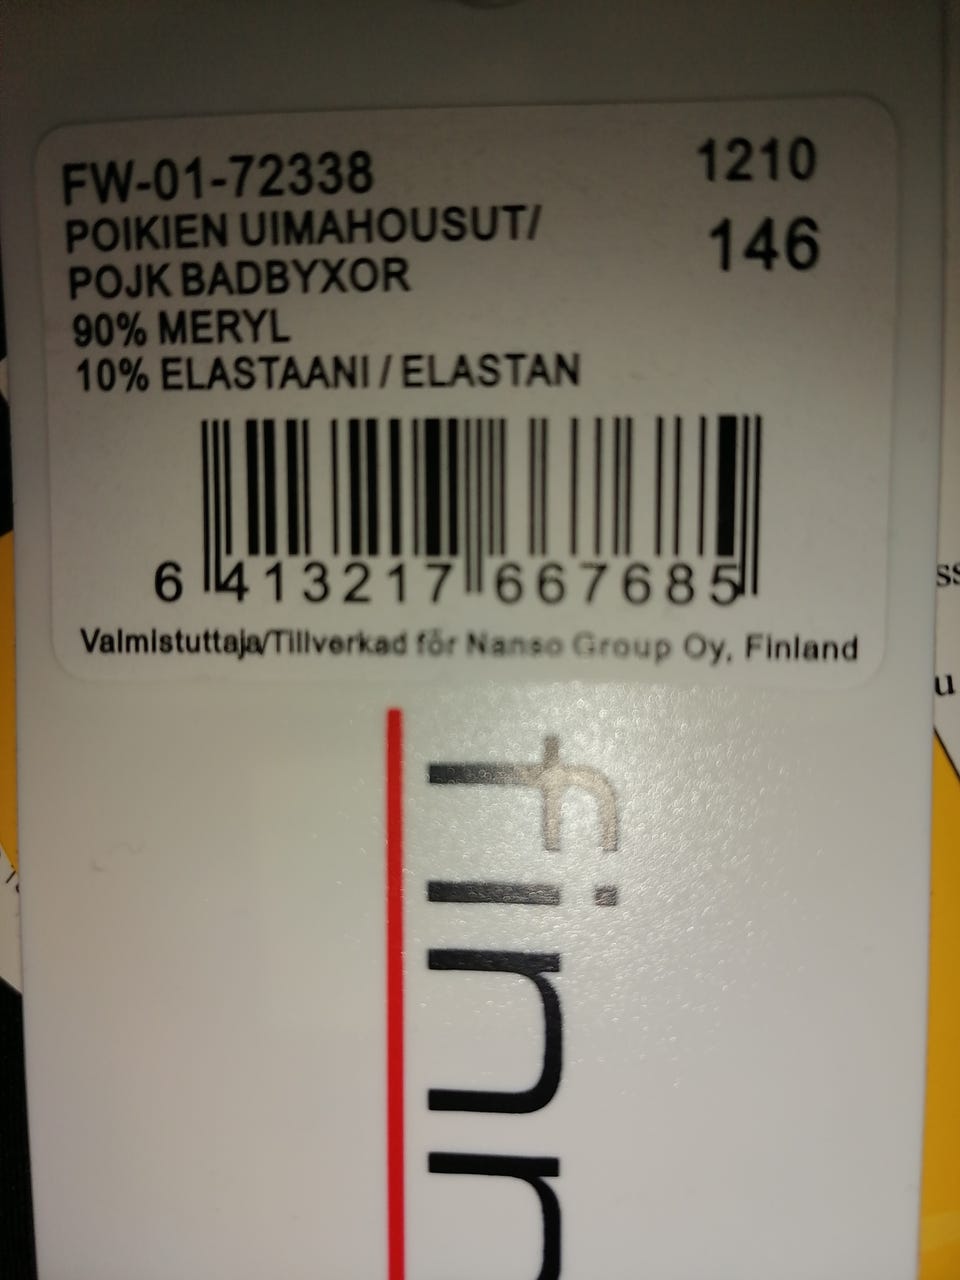 FW-01-72338 1210
POIKIEN UIMAHOUSUT/ 146
POJK BADBYXOR
90% MERYL
10% ELASTAANI / ELASTAN
6 413217 667685
Valmistuttaja/Tillverkad för Nanso Group Oy, Finland
finn
ss
u